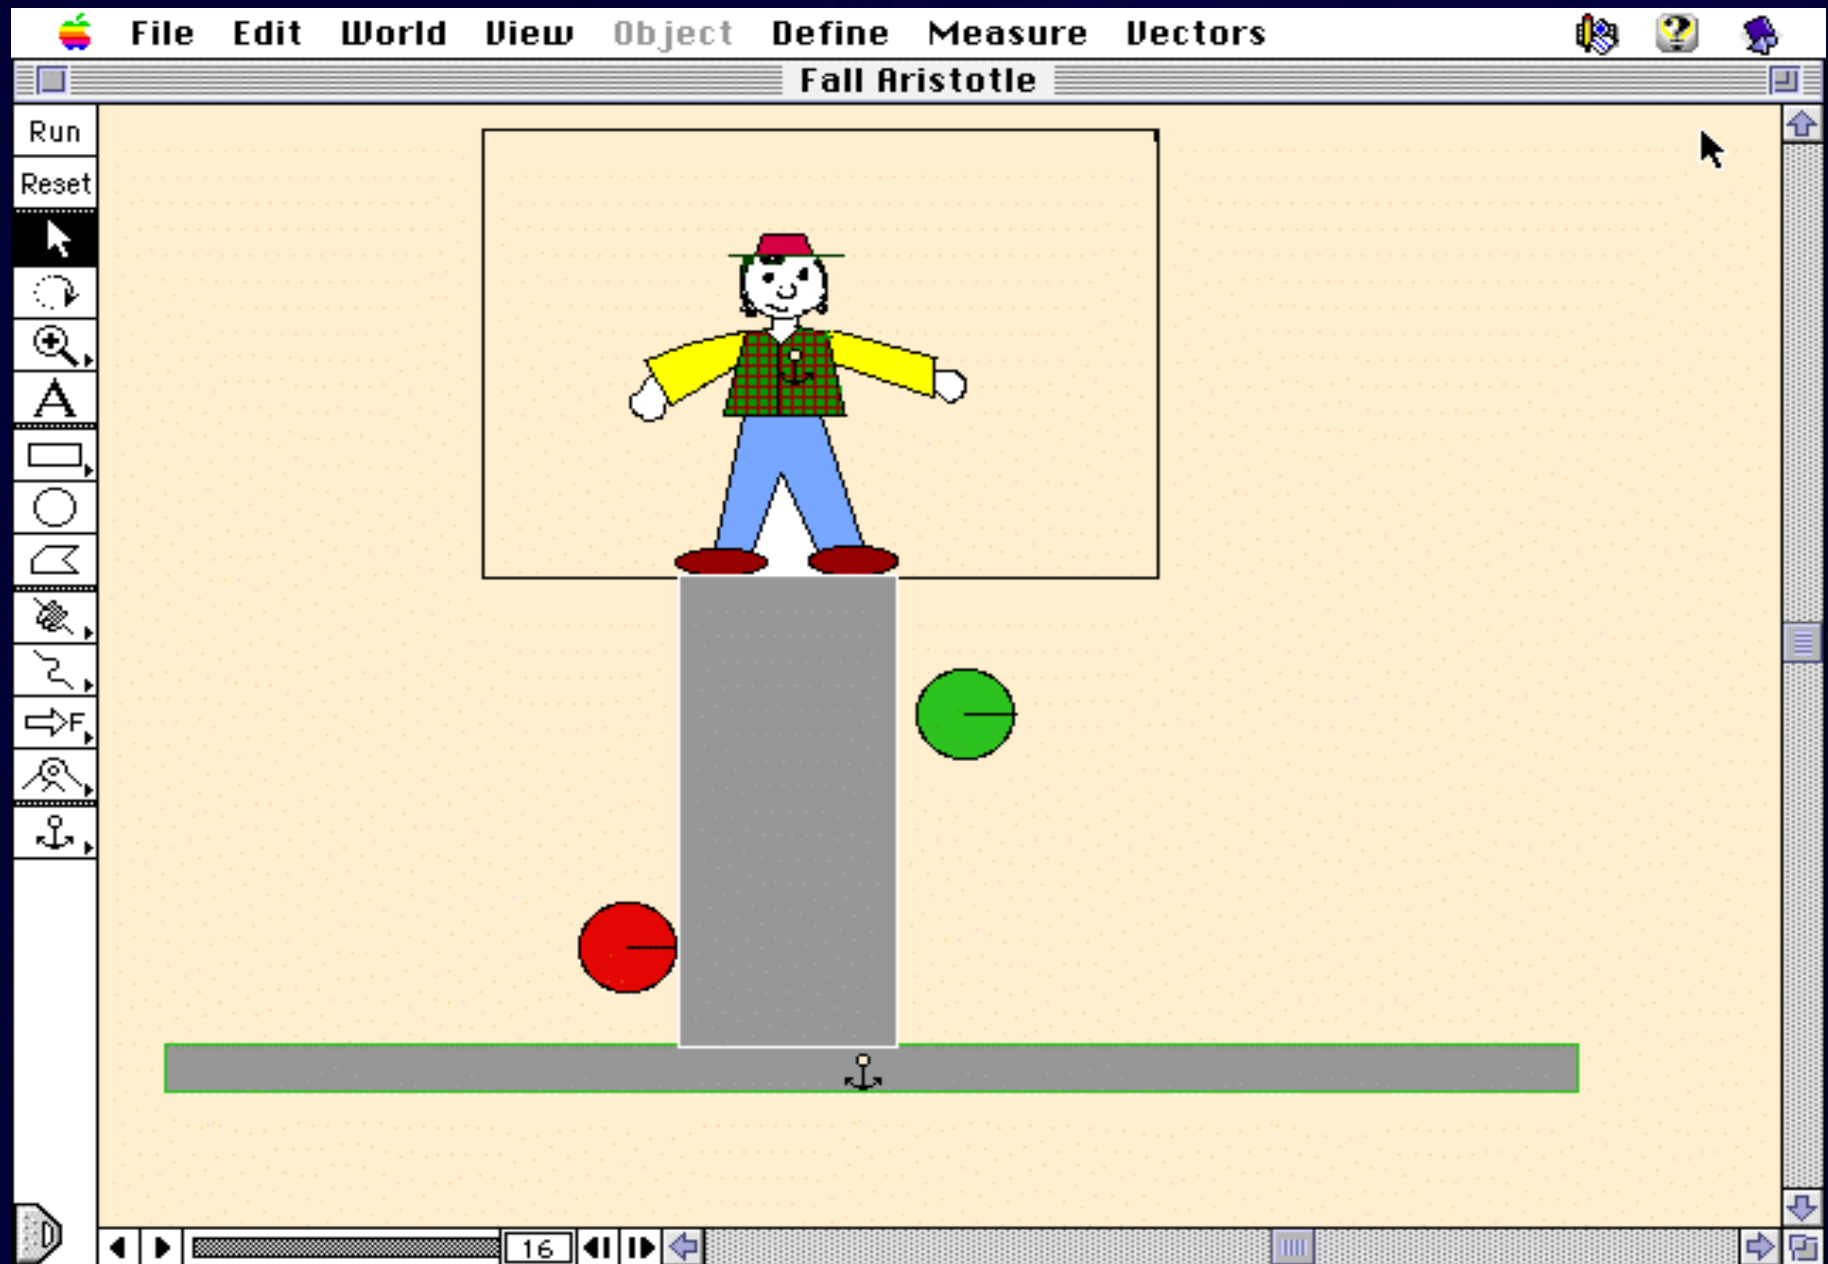 File Edit World View Object Define Measure Vectors
Fall Aristotle
Run
Reset
A
F
16